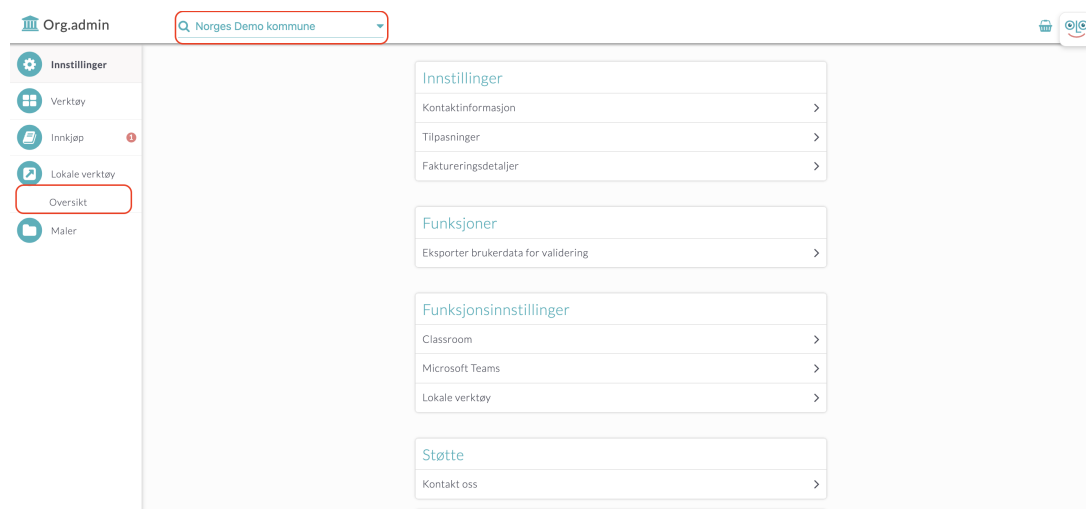 Org.admin
Norges Demo kommune
Innstillinger
Verktøy
Innkjøp 1
Lokale verktøy
Oversikt
Maler
Innstillinger
Kontaktinformasjon
Tilpasninger
Faktureringsdetaljer
Funksjoner
Eksporter brukerdata for validering
Funksjonsinnstillinger
Classroom
Microsoft Teams
Lokale verktøy
Støtte
Kontakt oss